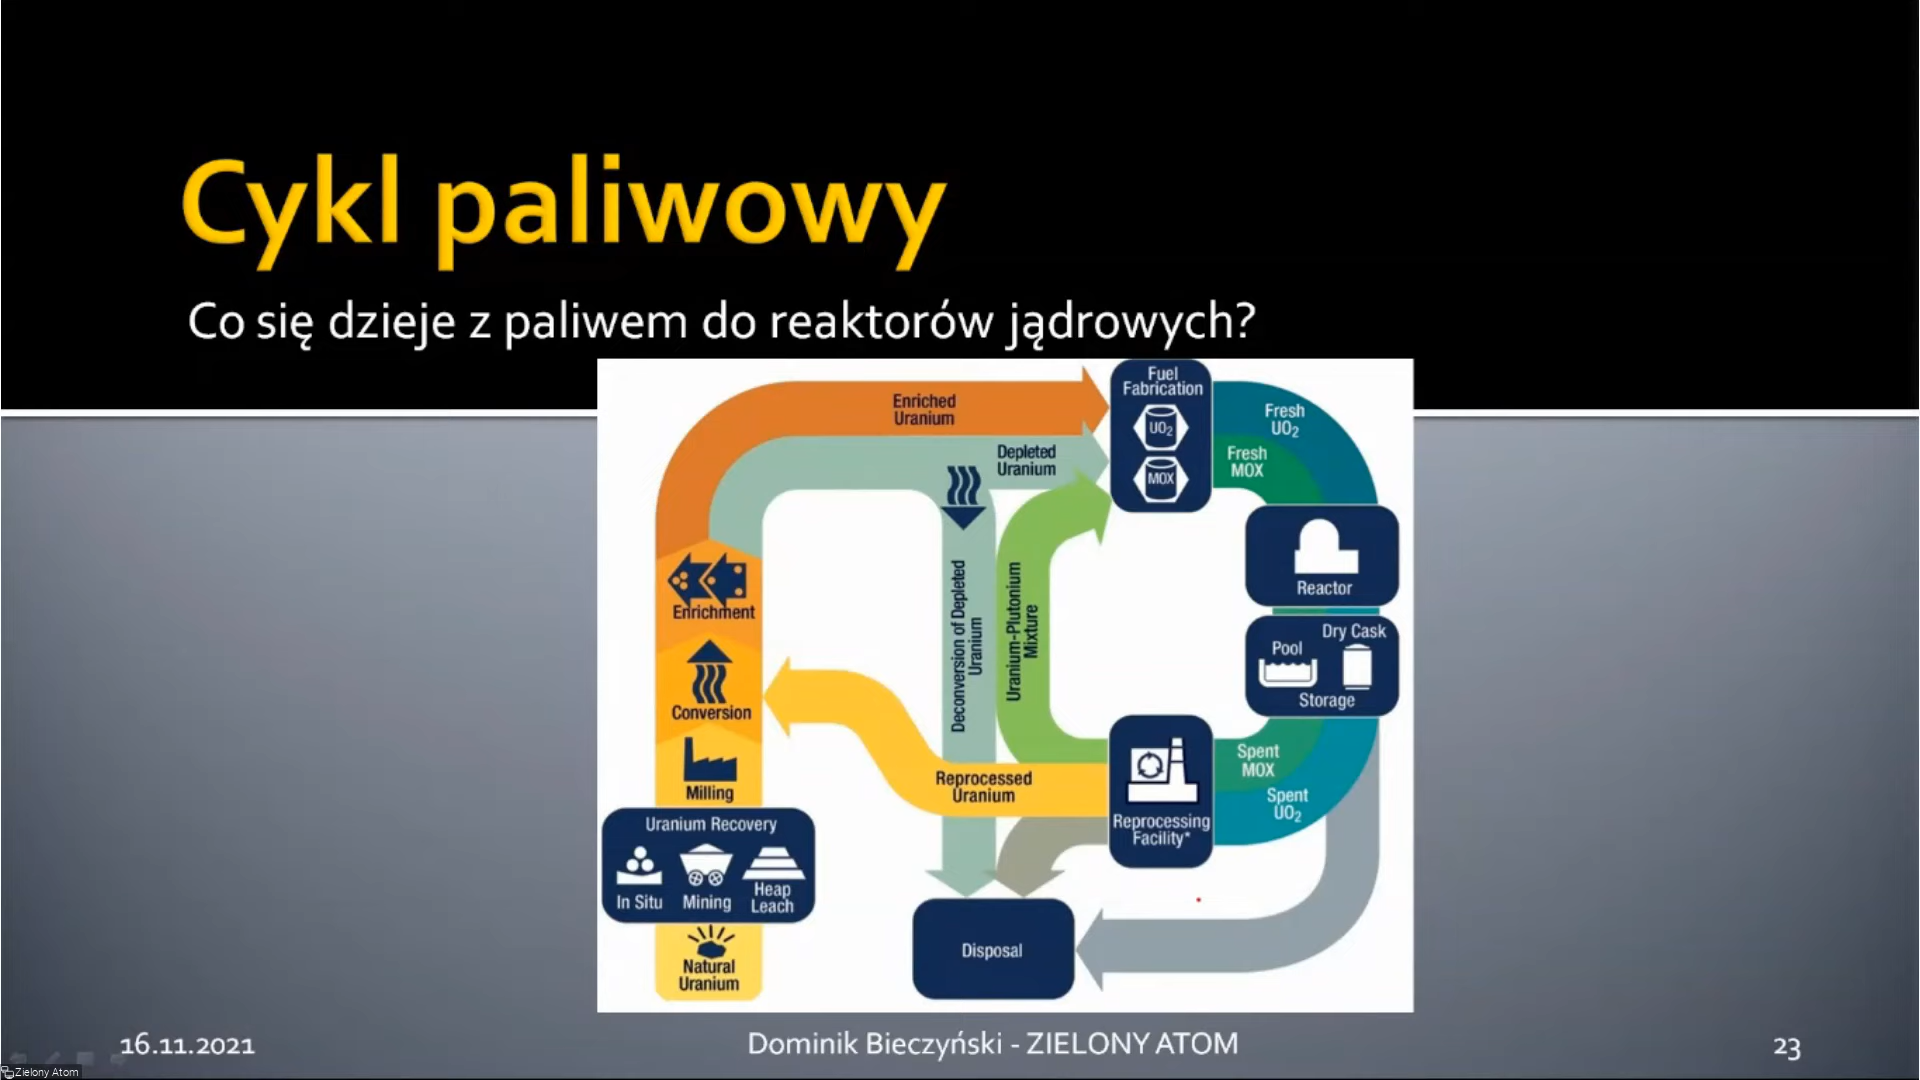 Cykl paliwowy
Co się dzieje z paliwem do reaktorów jądrowych?
Enriched
Uranium
Depleted
Uranium
Fuel
Fabrication
UO₂
MOX
Fresh
UO₂
Fresh
MOX
Reactor
Dry Cask
Pool
Storage
Spent
MOX
Spent
UO₂
Reprocessing
Facility*
Uranium-Plutonium
Mixture
Deconversion of Depleted
Uranium
Reprocessed
Uranium
Enrichment
Conversion
Milling
Uranium Recovery
In Situ
Mining
Heap
Leach
Natural
Uranium
Disposal
16.11.2021
Dominik Bieczyński - ZIELONY ATOM
23
Zielony Atom